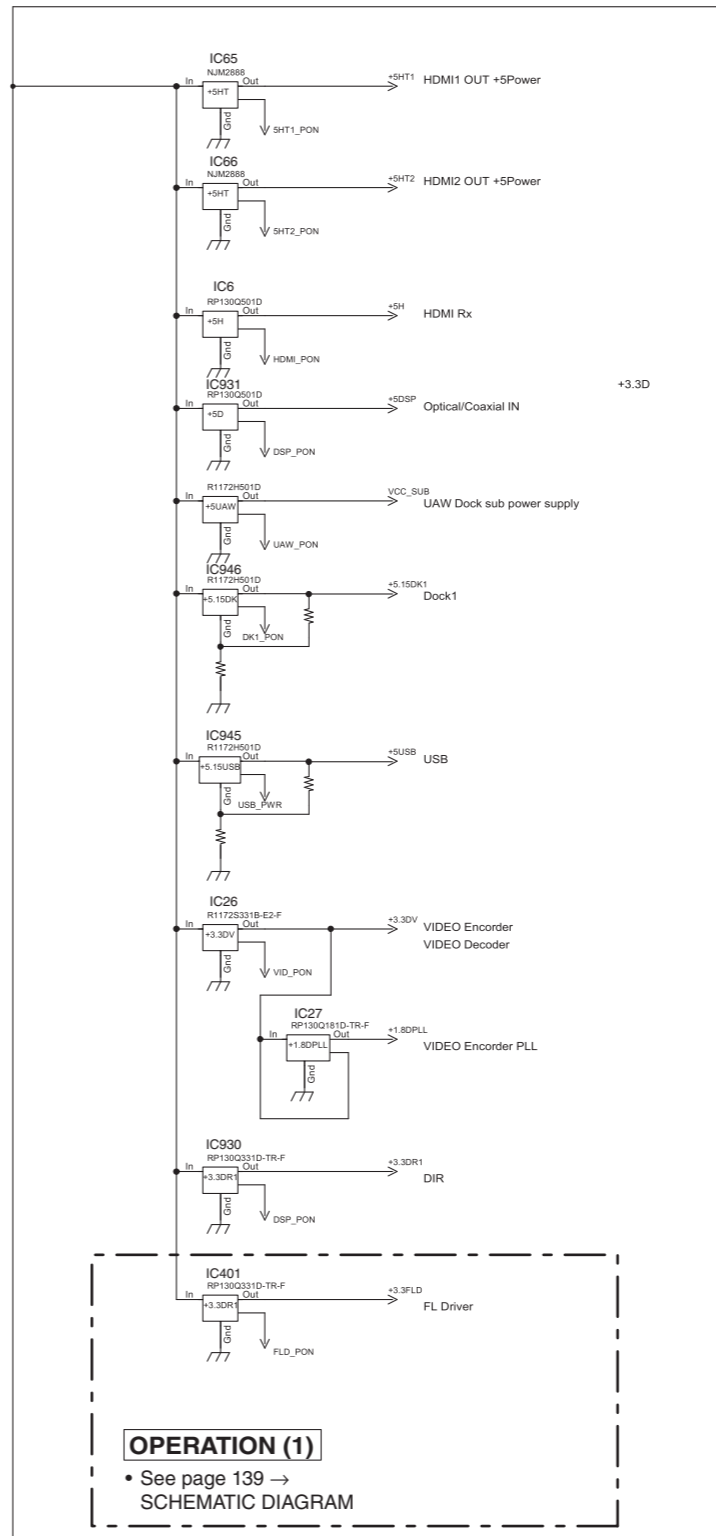 IC65
NJM2888
In +5HT Out +5HT1 HDMI1 OUT +5Power
Gnd 5HT1_PON
IC66
NJM2888
In +5HT Out +5HT2 HDMI2 OUT +5Power
Gnd 5HT2_PON
IC6
RP130Q501D
In +5H Out +5H HDMI Rx
Gnd HDMI_PON
+3.3D
IC931
RP130Q501D
In +5D Out +5DSP Optical/Coaxial IN
Gnd DSP_PON
R1172H501D
In +5UAW Out VCC_SUB UAW Dock sub power supply
Gnd UAW_PON
IC946
R1172H501D
In +5.15DK Out +5.15DK1 Dock1
Gnd DK1_PON
IC945
R1172H501D
In +5.15USB Out +5USB USB
Gnd USB_PWR
IC26
R1172S331B-E2-F
In +3.3DV Out +3.3DV VIDEO Encorder
VIDEO Decoder
Gnd VID_PON
IC27
RP130Q181D-TR-F
In +1.8DPLL Out +1.8DPLL VIDEO Encorder PLL
Gnd
IC930
RP130Q331D-TR-F
In +3.3DR1 Out +3.3DR1 DIR
Gnd DSP_PON
IC401
RP130Q331D-TR-F
In +3.3DR1 Out +3.3FLD FL Driver
Gnd FLD_PON
OPERATION (1)
• See page 139 →
SCHEMATIC DIAGRAM